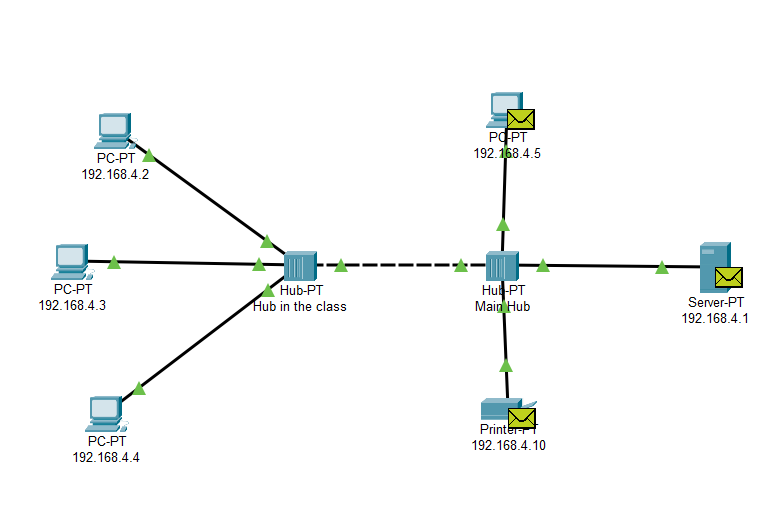 PC-PT
192.168.4.2
PC-PT
192.168.4.3
PC-PT
192.168.4.4
Hub-PT
Hub in the class
PC-PT
192.168.4.5
Hub-PT
Main Hub
Server-PT
192.168.4.1
Printer-PT
192.168.4.10